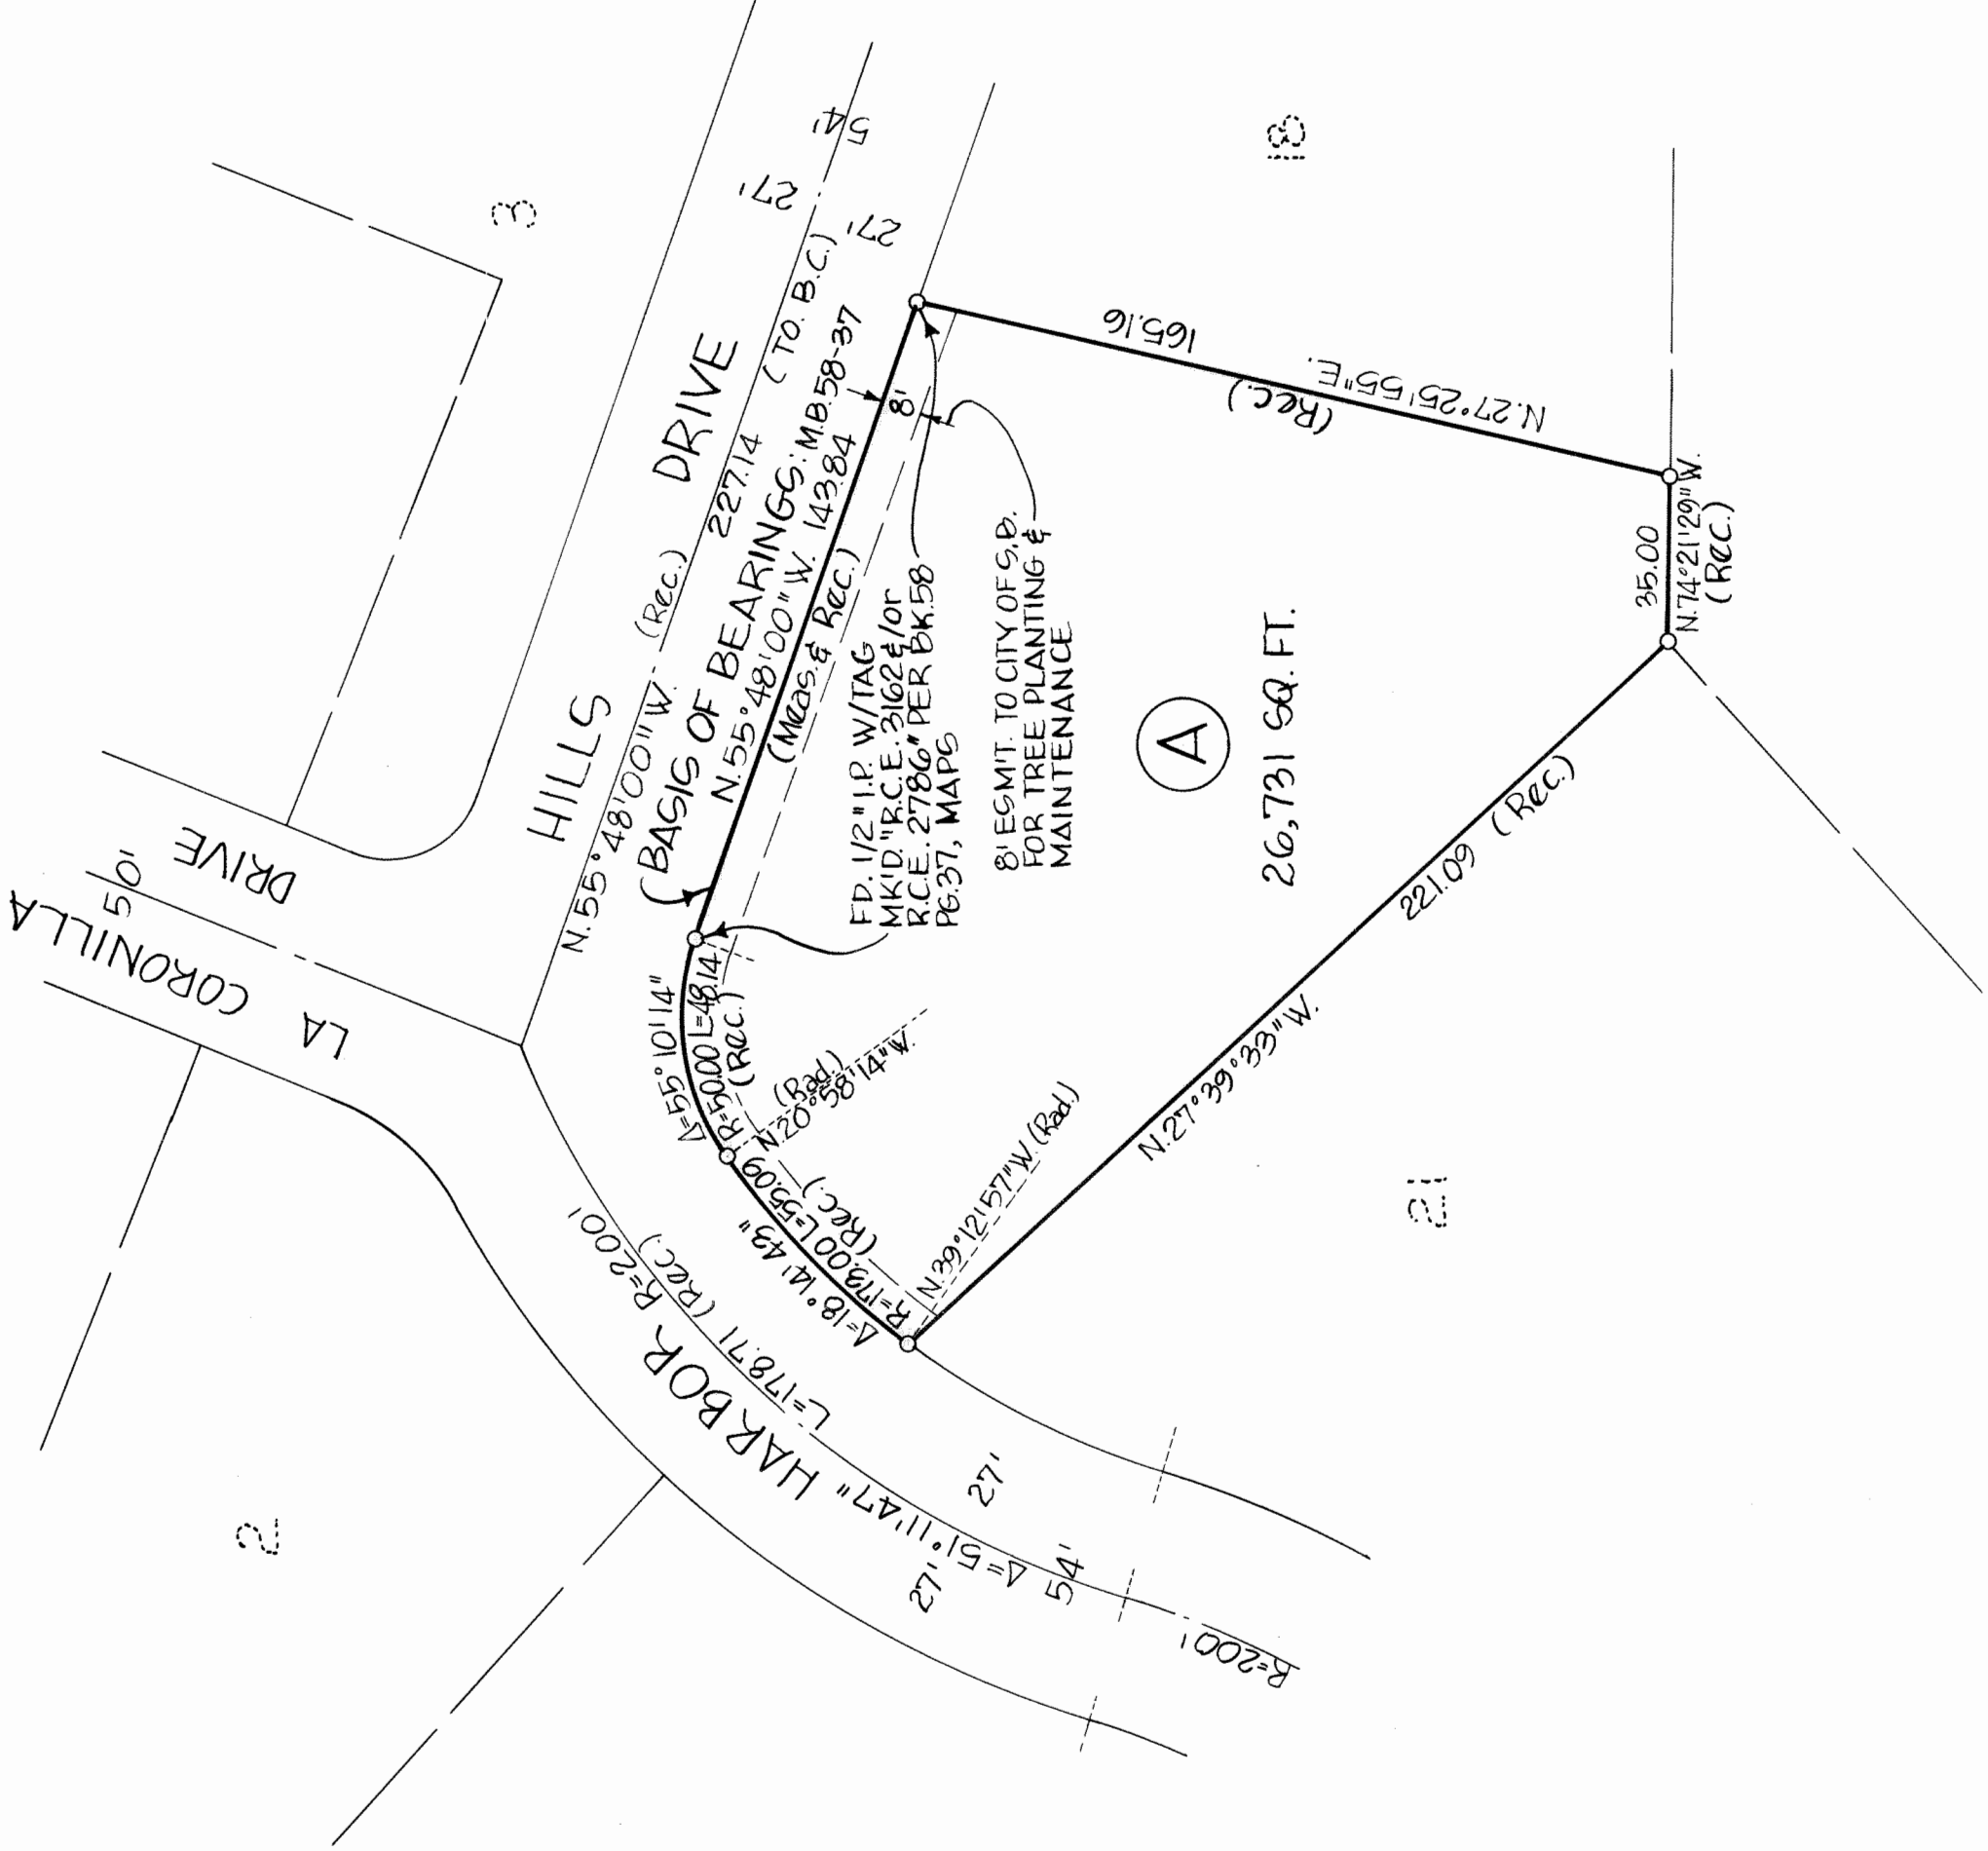 LA CORONILLA
DRIVE
50'
3
HILLS DRIVE
54'
27'
27'
N.55°48'00"W. (Rec.) 227.14 (TO. B.C.)
BASIS OF BEARINGS: M.B.58-37
N.55°48'00"W. 143.84
(Meas. & Rec.)
8'
FD. 1/2" I.P. W/TAG
MK'D."R.C.E. 3162 &/or
R.C.E. 2786" PER BK.58
PG.37, MAPS
8' ESMT. TO CITY OF S.B.
FOR TREE PLANTING &
MAINTENANCE
A
26,731 SQ. FT.
18
165.16
N.27°25'55"E.
(Rec.)
35.00
N.74°21'29"W.
(Rec.)
221.09 (Rec.)
N.27°39'33"W.
21
Δ=55°10'14"
R=50.00 L=48.14
(Rec.)
(Rad.)
N.20°58'14"W.
Δ=18°14'43"
R=173.00 L=55.09
(Rec.)
N.39°12'57"W. (Rad.)
HARBOR
R=200'
L=178.71 (Rec.)
Δ=51°11'47"
27'
27'
54'
R=200'
2